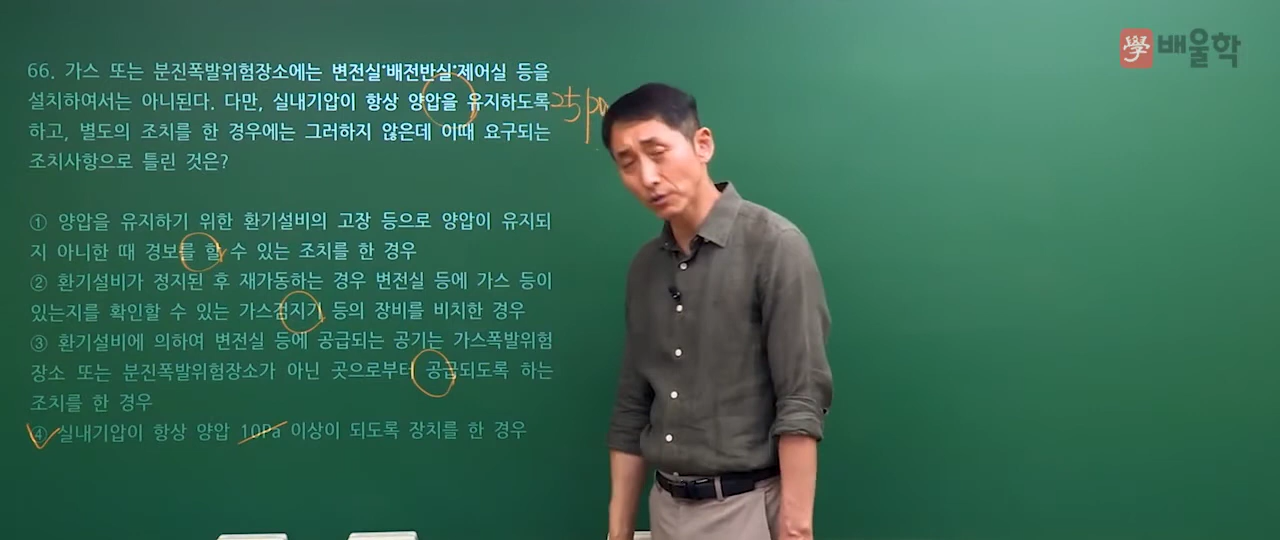 學 배울학
66. 가스 또는 분진폭발위험장소에는 변전실·배전반실·제어실 등을
설치하여서는 아니된다. 다만, 실내기압이 항상 양압을 유지하도록
25pa
하고, 별도의 조치를 한 경우에는 그러하지 않은데 이때 요구되는
조치사항으로 틀린 것은?
① 양압을 유지하기 위한 환기설비의 고장 등으로 양압이 유지되
지 아니한 때 경보를 할 수 있는 조치를 한 경우
② 환기설비가 정지된 후 재가동하는 경우 변전실 등에 가스 등이
있는지를 확인할 수 있는 가스검지기 등의 장비를 비치한 경우
③ 환기설비에 의하여 변전실 등에 공급되는 공기는 가스폭발위험
장소 또는 분진폭발위험장소가 아닌 곳으로부터 공급되도록 하는
조치를 한 경우
④ 실내기압이 항상 양압 10Pa 이상이 되도록 장치를 한 경우